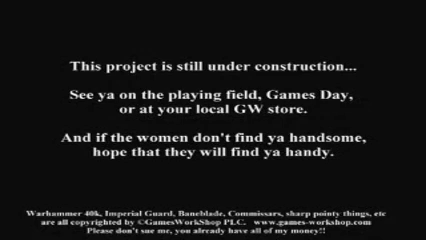 This project is still under construction...
See ya on the playing field, Games Day,
or at your local GW store.
And if the women don't find ya handsome,
hope that they will find ya handy.
Warhammer 40k, Imperial Guard, Baneblade, Commissars, sharp pointy things, etc
are all copyrighted by ©GamesWorkShop PLC.  www.games-workshop.com
Please don't sue me, you already have all of my money!!